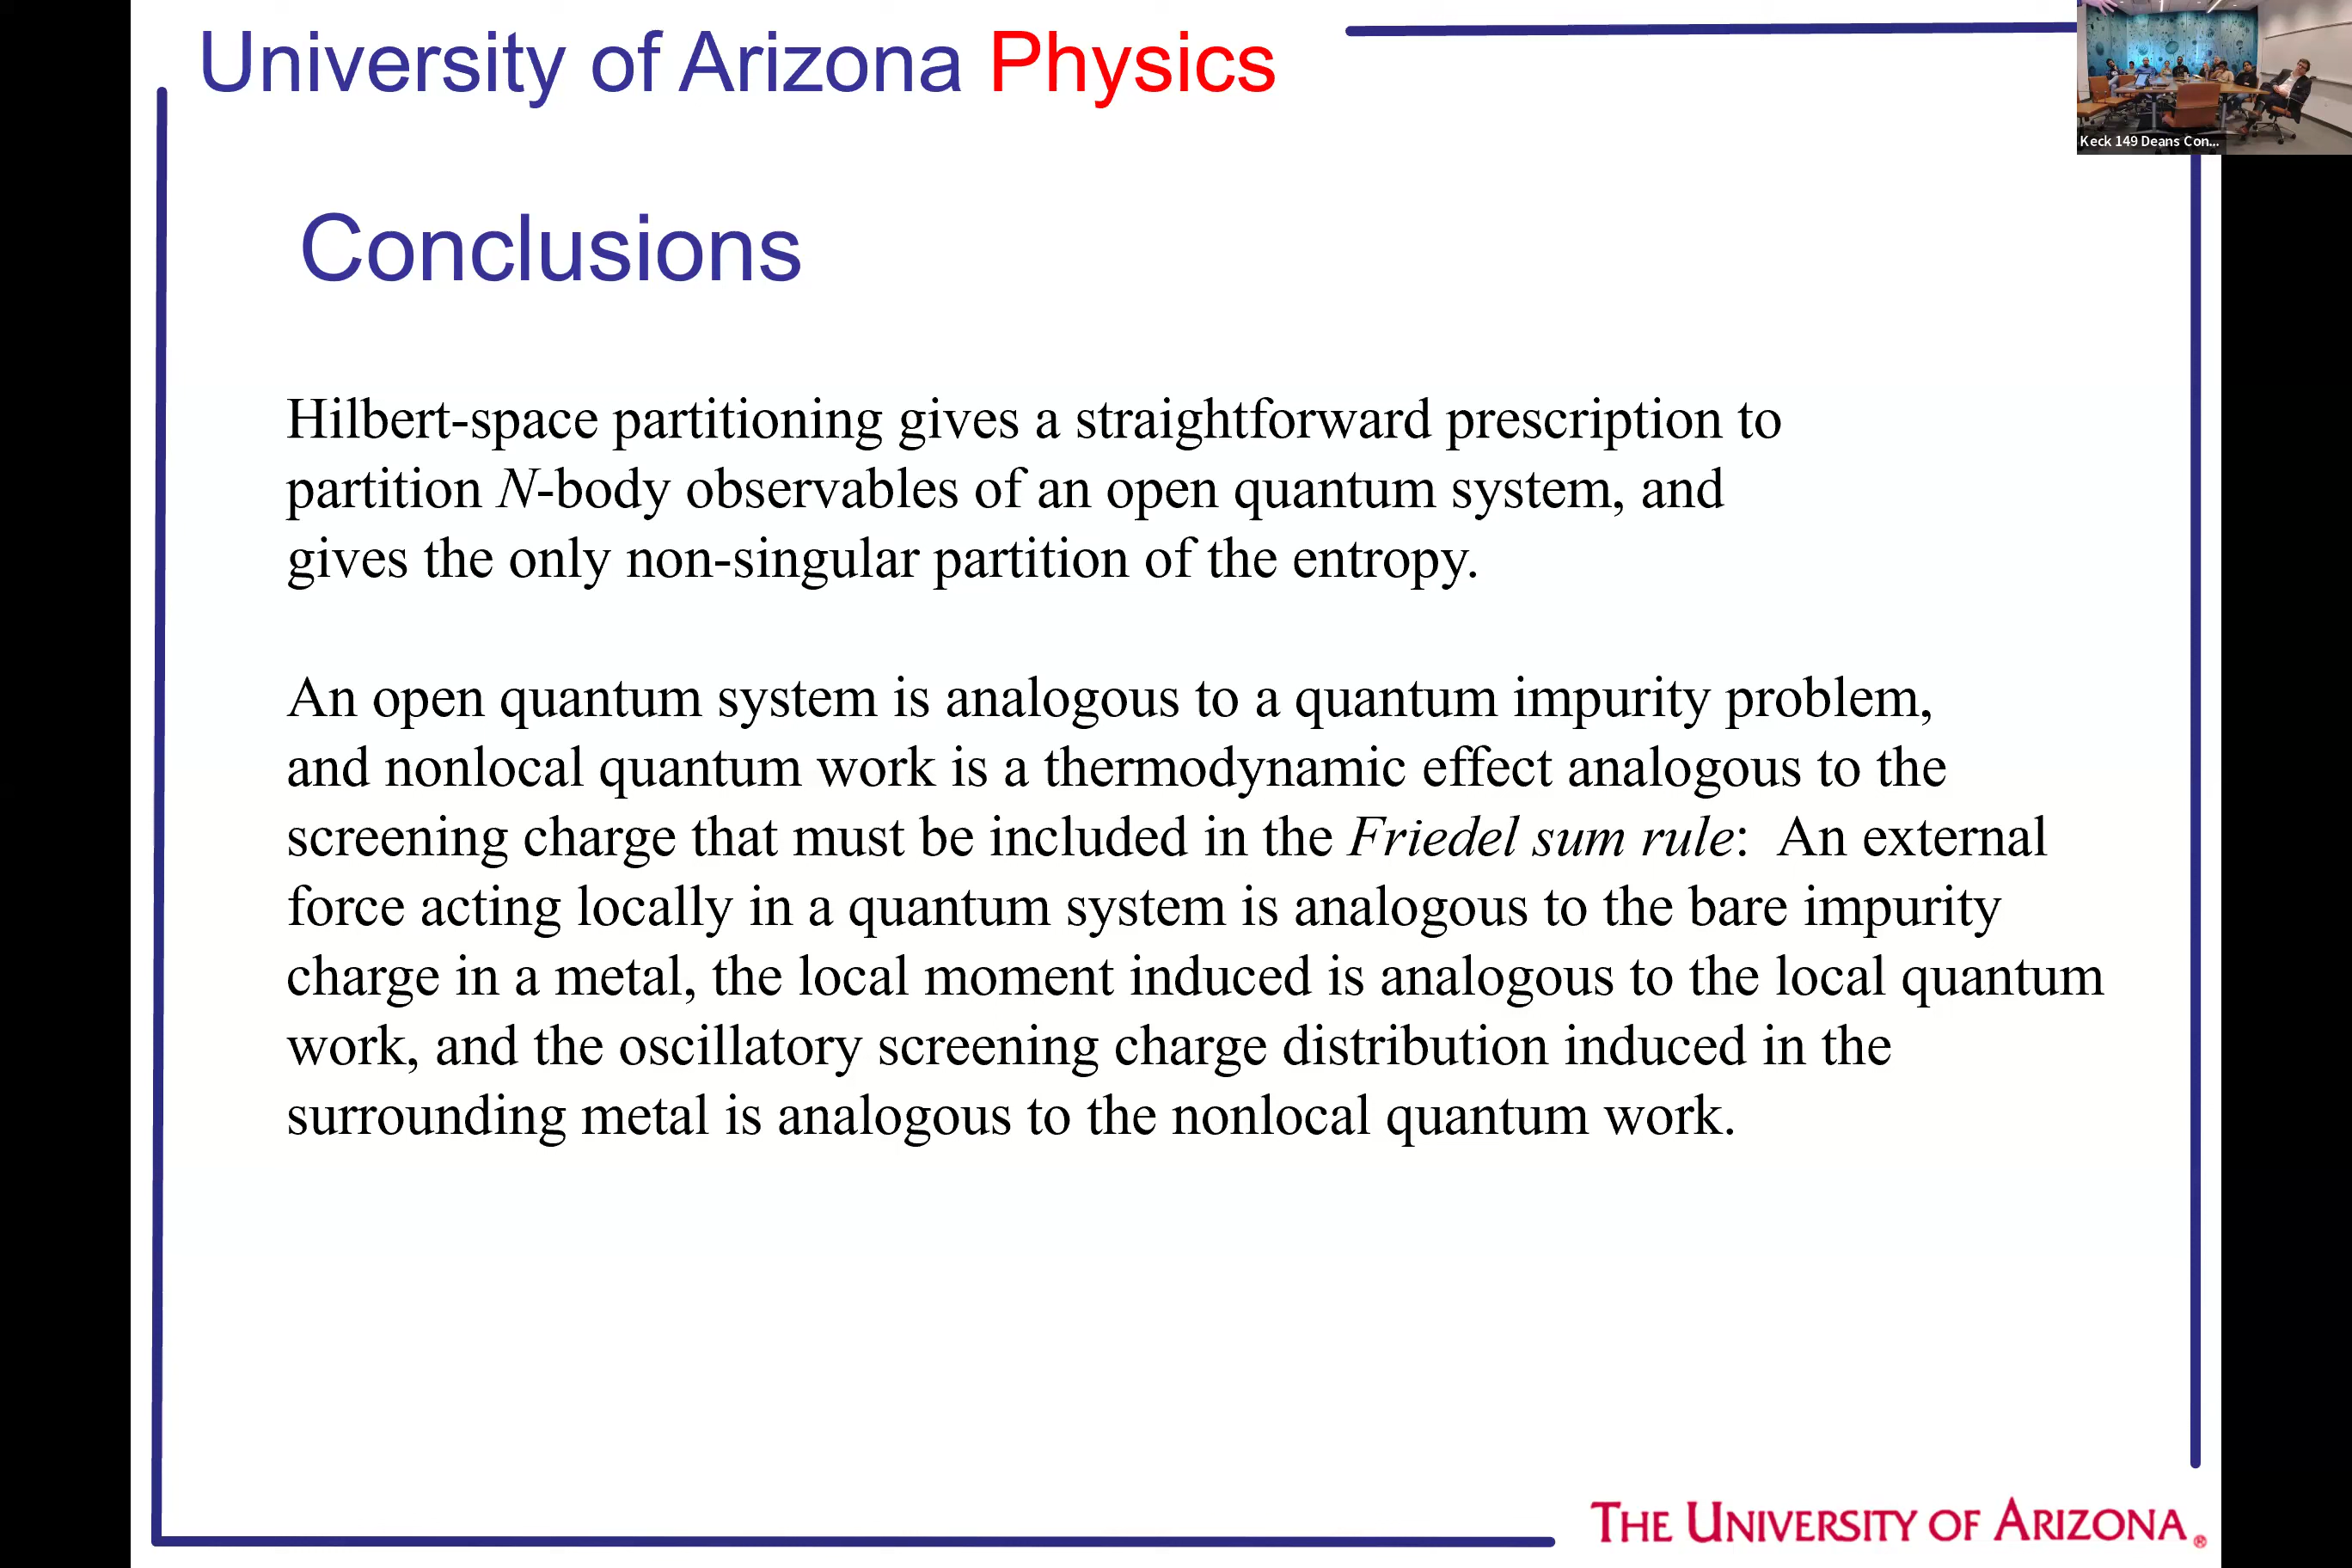 University of Arizona Physics
Keck 149 Deans Con...
Conclusions
Hilbert-space partitioning gives a straightforward prescription to
partition N-body observables of an open quantum system, and
gives the only non-singular partition of the entropy.
An open quantum system is analogous to a quantum impurity problem,
and nonlocal quantum work is a thermodynamic effect analogous to the
screening charge that must be included in the Friedel sum rule:  An external
force acting locally in a quantum system is analogous to the bare impurity
charge in a metal, the local moment induced is analogous to the local quantum
work, and the oscillatory screening charge distribution induced in the
surrounding metal is analogous to the nonlocal quantum work.
THE UNIVERSITY OF ARIZONA®